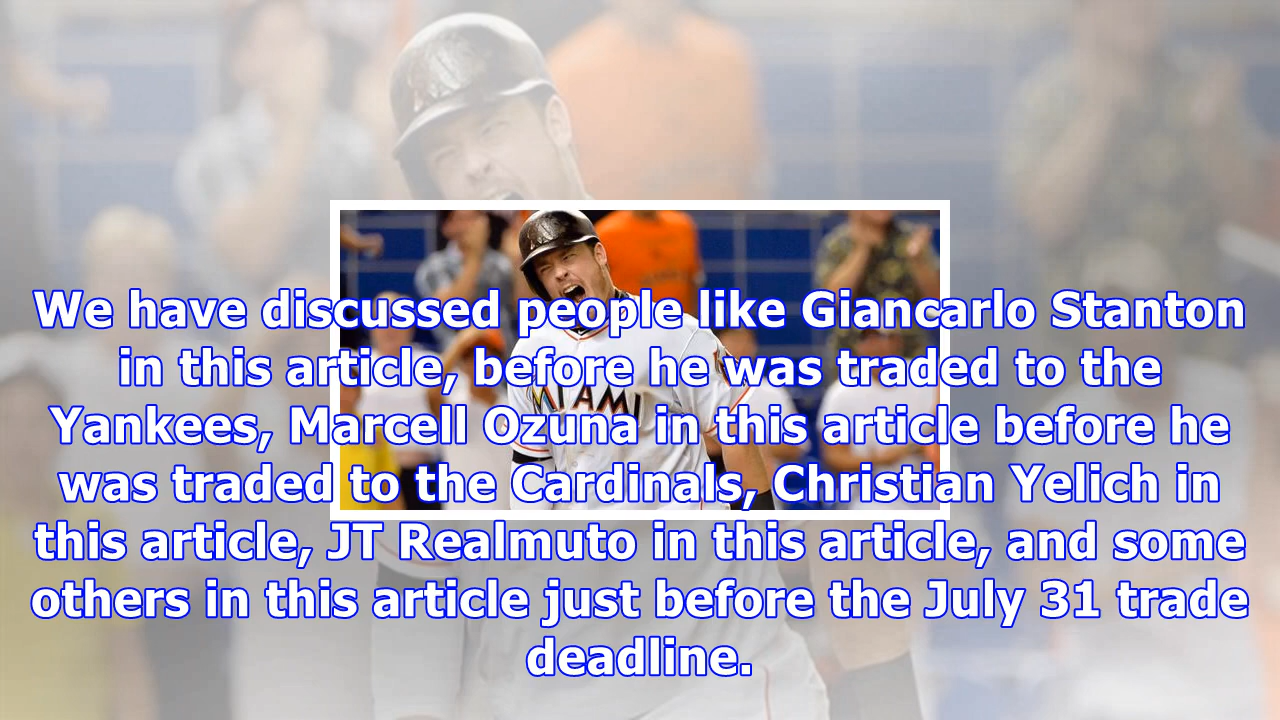 We have discussed people like Giancarlo Stanton
in this article, before he was traded to the
Yankees, Marcell Ozuna in this article before he
was traded to the Cardinals, Christian Yelich in
this article, JT Realmuto in this article, and some
others in this article just before the July 31 trade
deadline.
MIAMI